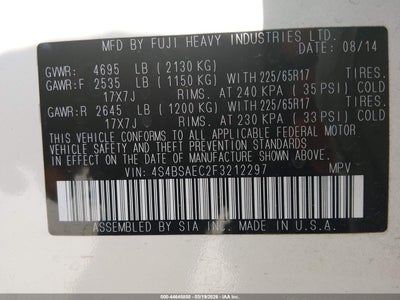 MFD BY FUJI HEAVY INDUSTRIES LTD.
DATE: 08/14
GVWR: 4695 LB (2130 KG)
GAWR:F 2535 LB (1150 KG) WITH 225/65R17 TIRES.
17X7J RIMS. AT 240 KPA (35 PSI) COLD
GAWR:R 2645 LB (1200 KG) WITH 225/65R17 TIRES.
17X7J RIMS. AT 230 KPA (33 PSI) COLD
THIS VEHICLE CONFORMS TO ALL APPLICABLE FEDERAL MOTOR
VEHICLE SAFETY, BUMPER, AND THEFT PREVENTION STANDARDS
IN EFFECT ON THE DATE OF MANUFACTURE SHOWN ABOVE.
VIN: 4S4BSAEC2F3212297 MPV
ASSEMBLED BY SIA INC. MADE IN U.S.A.